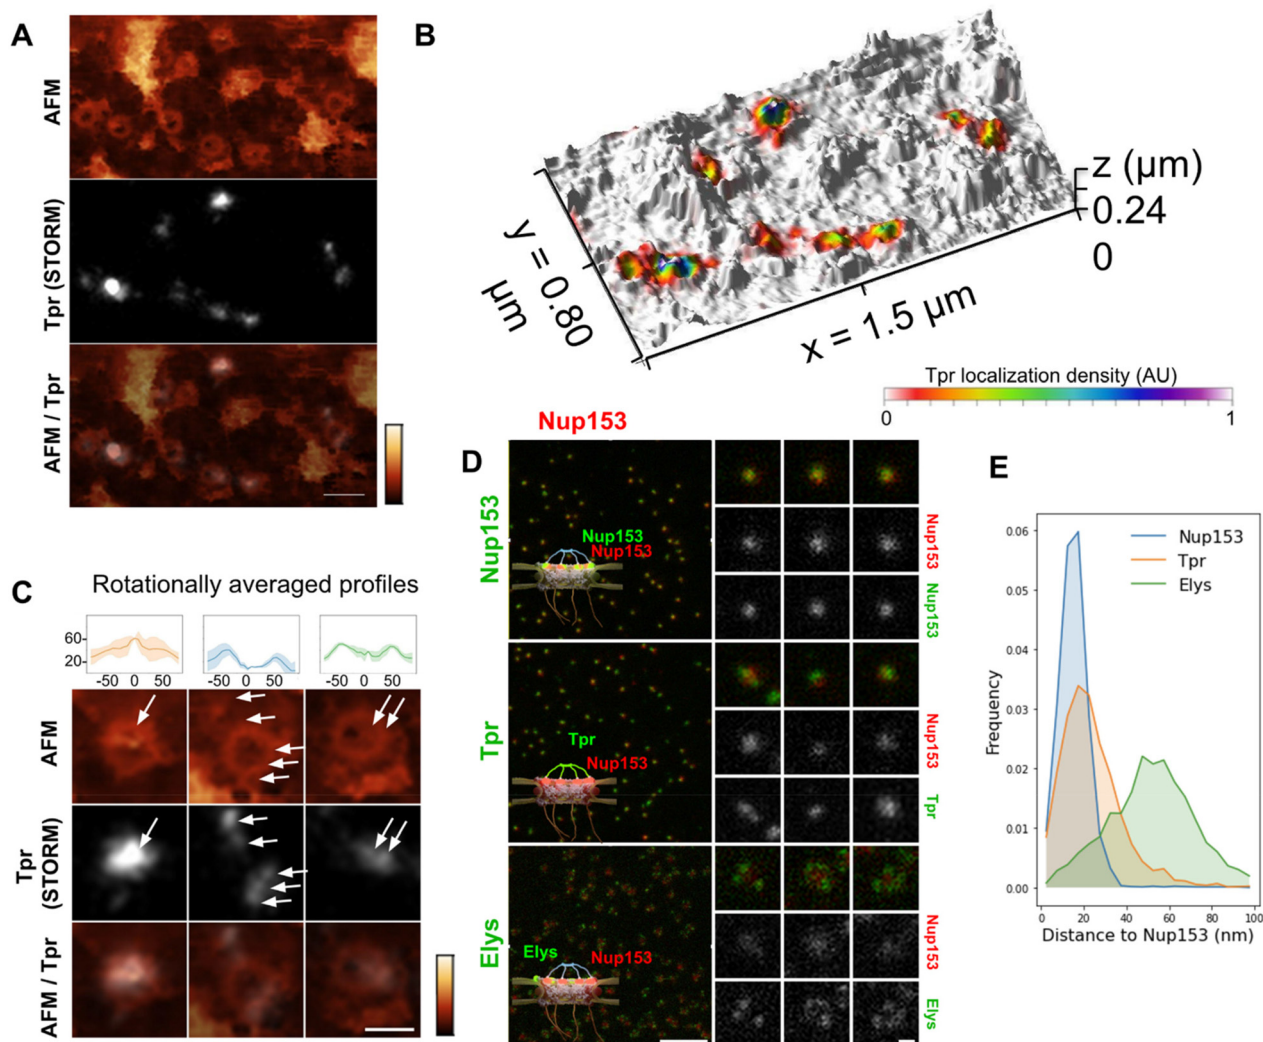 A
AFM
Tpr (STORM)
AFM / Tpr
B
z (µm)
0.24
0
y = 0.80
µm
x = 1.5 µm
Tpr localization density (AU)
0
1
C
Rotationally averaged profiles
60
20
-50 0 50
-50 0 50
-50 0 50
AFM
Tpr
(STORM)
AFM / Tpr
D
Nup153
Nup153
Nup153
Nup153
Nup153
Nup153
Tpr
Tpr
Nup153
Nup153
Tpr
Elys
Elys
Nup153
Nup153
Elys
E
Nup153
Tpr
Elys
Frequency
0.06
0.05
0.04
0.03
0.02
0.01
0.00
0 20 40 60 80 100
Distance to Nup153 (nm)